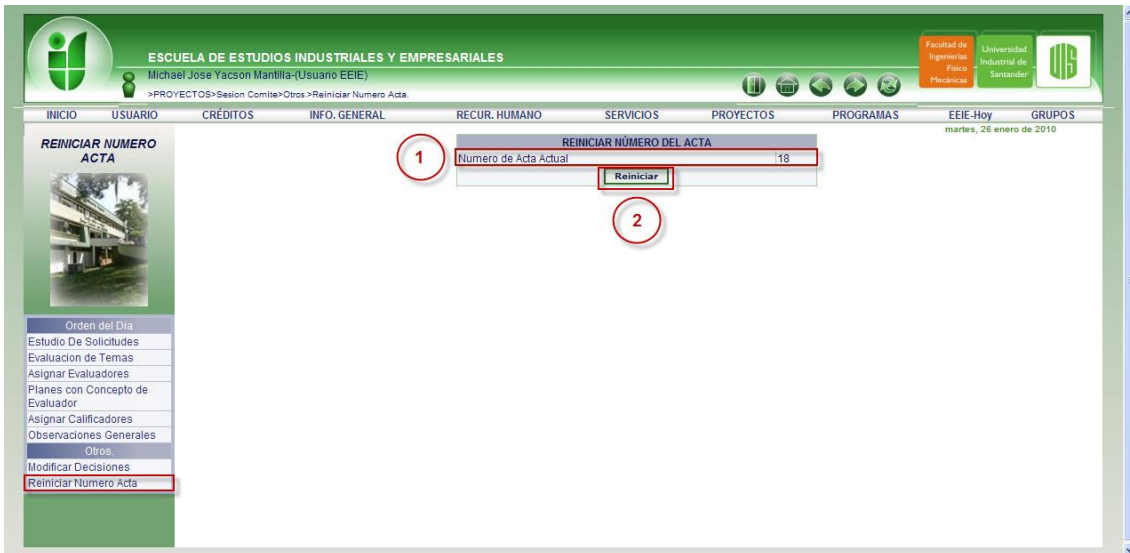 ESCUELA DE ESTUDIOS INDUSTRIALES Y EMPRESARIALES
Michael Jose Yacson Mantilla-(Usuario EEIE)
>PROYECTOS>Sesion Comite>Otros.>Reiniciar Numero Acta.
Facultad de
Ingenierías
Físico
Mecánicas
Universidad
Industrial de
Santander
UIS
INICIO USUARIO CRÉDITOS INFO. GENERAL RECUR. HUMANO SERVICIOS PROYECTOS PROGRAMAS EEIE-Hoy GRUPOS
martes, 26 enero de 2010
REINICIAR NUMERO
ACTA
REINICIAR NÚMERO DEL ACTA
1
Numero de Acta Actual 18
Reiniciar
2
Orden del Dia
Estudio De Solicitudes
Evaluacion de Temas
Asignar Evaluadores
Planes con Concepto de
Evaluador
Asignar Calificadores
Observaciones Generales
Otros.
Modificar Decisiones
Reiniciar Numero Acta